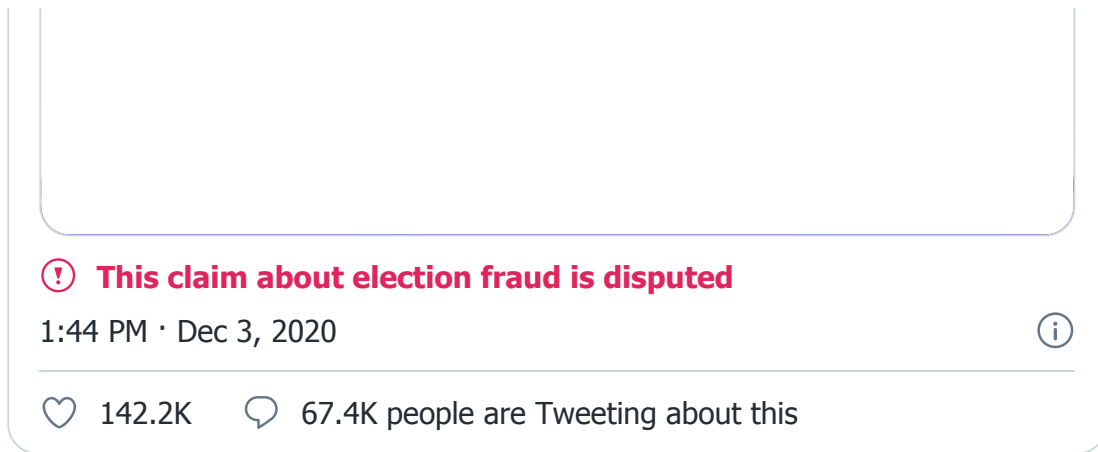 This claim about election fraud is disputed
1:44 PM · Dec 3, 2020
142.2K 67.4K people are Tweeting about this